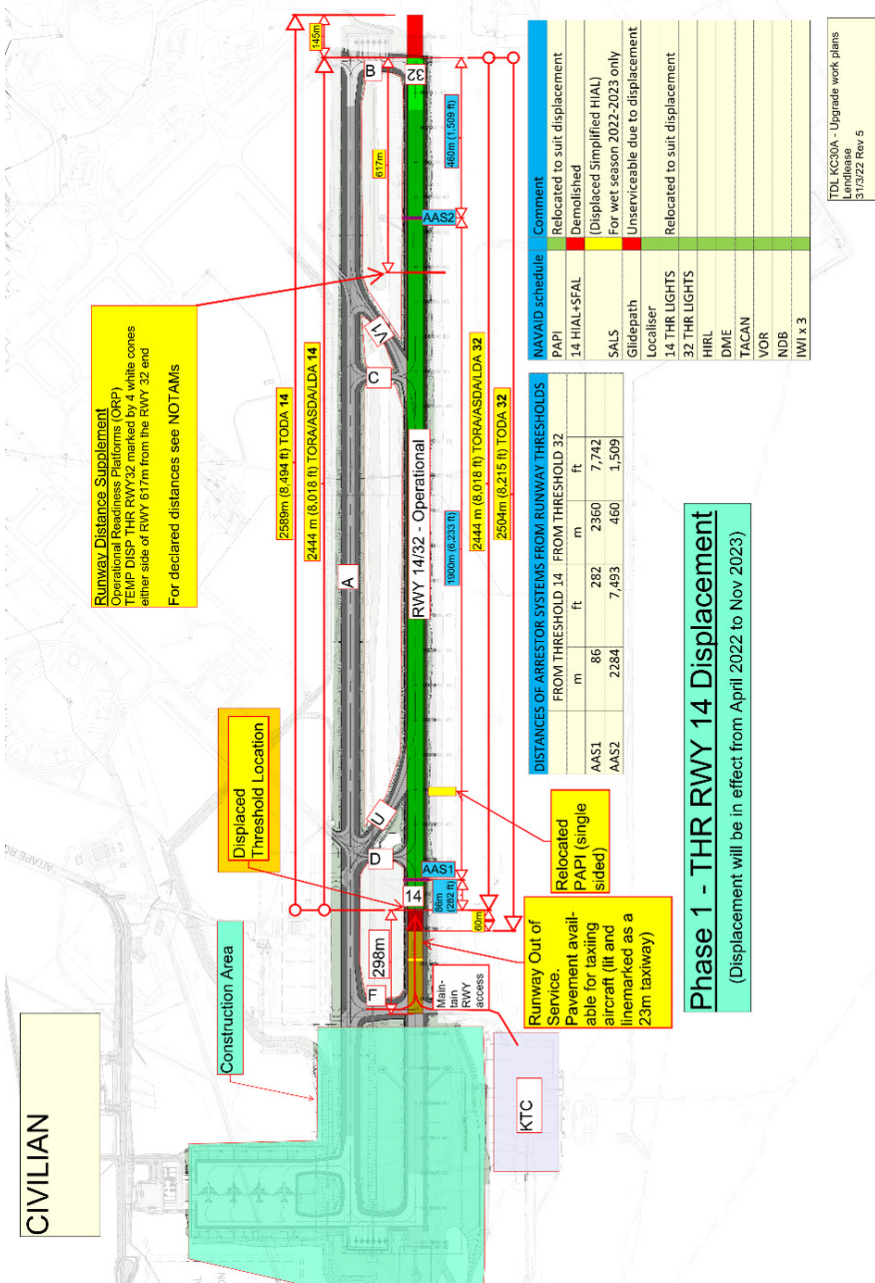 CIVILIAN
Construction Area
Displaced
Threshold Location
Runway Distance Supplement
Operational Readiness Platforms (ORP)
TEMP DISP THR RWY32 marked by 4 white cones
either side of RWY 617m from the RWY 32 end
For declared distances see NOTAMs
AITAPE
2589m (8,494 ft) TODA 14
145m
2444 m (8,018 ft) TORA/ASDA/LDA 14
A
B
617m
298m
F
D
U
C
V1
14
RWY 14/32 - Operational
32
AAS1
AAS2
86m
(282 ft)
1900m (6,233 ft)
460m (1,509 ft)
60m
2444 m (8,018 ft) TORA/ASDA/LDA 32
2504m (8,215 ft) TODA 32
Main-
tain
RWY
access
KTC
Runway Out of
Service.
Pavement avail-
able for taxiing
aircraft (lit and
linemarked as a
23m taxiway)
Relocated
PAPI (single
sided)
DISTANCES OF ARRESTOR SYSTEMS FROM RUNWAY THRESHOLDS
FROM THRESHOLD 14 FROM THRESHOLD 32
m ft m ft
AAS1 86 282 2360 7,742
AAS2 2284 7,493 460 1,509
NAVAID schedule Comment
PAPI Relocated to suit displacement
14 HIAL+SFAL Demolished
(Displaced Simplified HIAL)
SALS For wet season 2022-2023 only
Glidepath Unserviceable due to displacement
Localiser
14 THR LIGHTS Relocated to suit displacement
32 THR LIGHTS
HIRL
DME
TACAN
VOR
NDB
IWI x 3
Phase 1 - THR RWY 14 Displacement
(Displacement will be in effect from April 2022 to Nov 2023)
TDL KC30A - Upgrade work plans
Lendlease
31/3/22 Rev 5